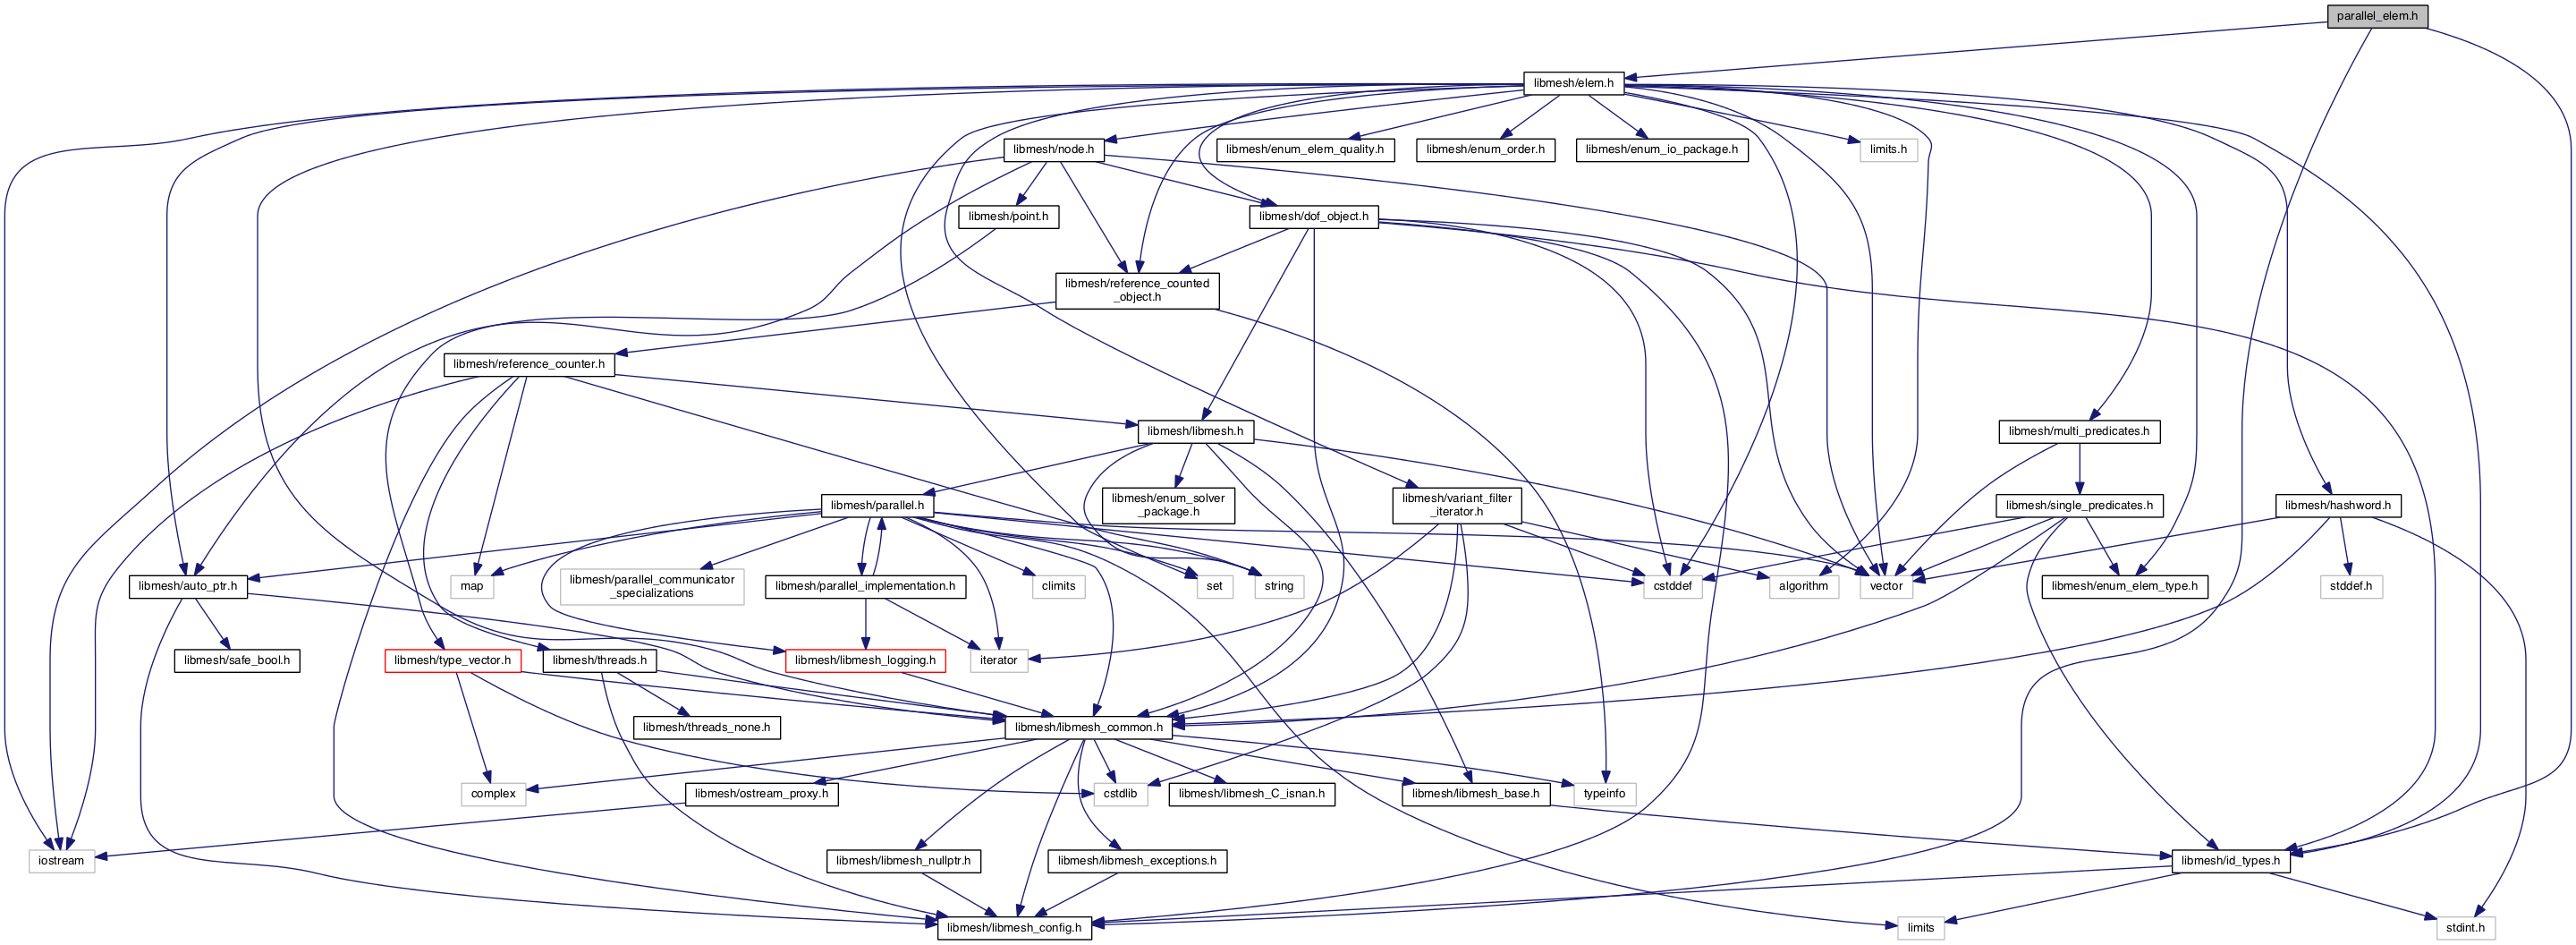 parallel_elem.h
libmesh/elem.h
libmesh/node.h
libmesh/enum_elem_quality.h
libmesh/enum_order.h
libmesh/enum_io_package.h
limits.h
libmesh/point.h
libmesh/dof_object.h
libmesh/reference_counted
_object.h
libmesh/reference_counter.h
libmesh/libmesh.h
libmesh/multi_predicates.h
libmesh/parallel.h
libmesh/enum_solver
_package.h
libmesh/variant_filter
_iterator.h
libmesh/single_predicates.h
libmesh/hashword.h
libmesh/auto_ptr.h
map
libmesh/parallel_communicator
_specializations
libmesh/parallel_implementation.h
climits
set
string
cstddef
algorithm
vector
libmesh/enum_elem_type.h
stddef.h
libmesh/safe_bool.h
libmesh/type_vector.h
libmesh/threads.h
libmesh/libmesh_logging.h
iterator
libmesh/threads_none.h
libmesh/libmesh_common.h
complex
libmesh/ostream_proxy.h
cstdlib
libmesh/libmesh_C_isnan.h
libmesh/libmesh_base.h
typeinfo
iostream
libmesh/libmesh_nullptr.h
libmesh/libmesh_exceptions.h
libmesh/id_types.h
libmesh/libmesh_config.h
limits
stdint.h